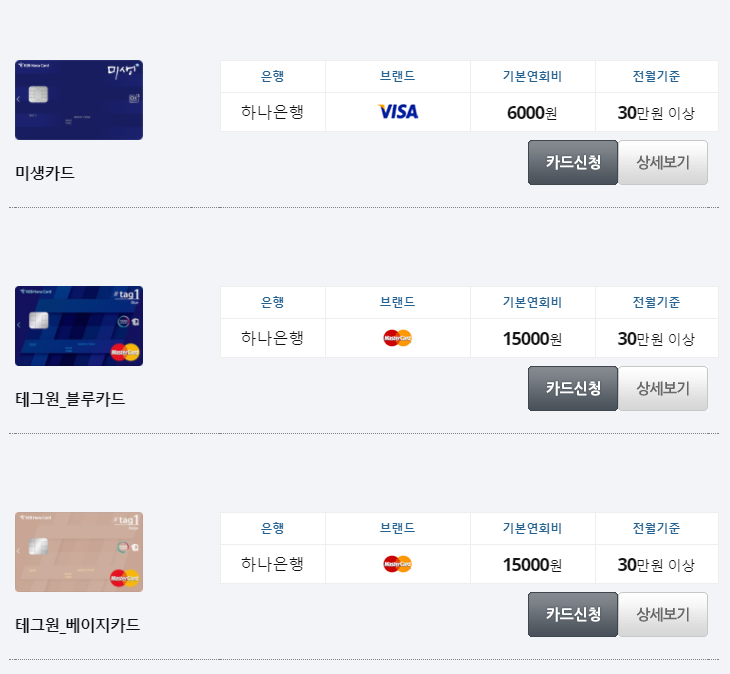 미생
은행 브랜드 기본연회비 전월기준
하나은행 VISA 6000원 30만원 이상
미생카드
카드신청 상세보기
#tag1
MasterCard
은행 브랜드 기본연회비 전월기준
하나은행 MasterCard 15000원 30만원 이상
테그원_블루카드
카드신청 상세보기
#tag1
MasterCard
은행 브랜드 기본연회비 전월기준
하나은행 MasterCard 15000원 30만원 이상
테그원_베이지카드
카드신청 상세보기